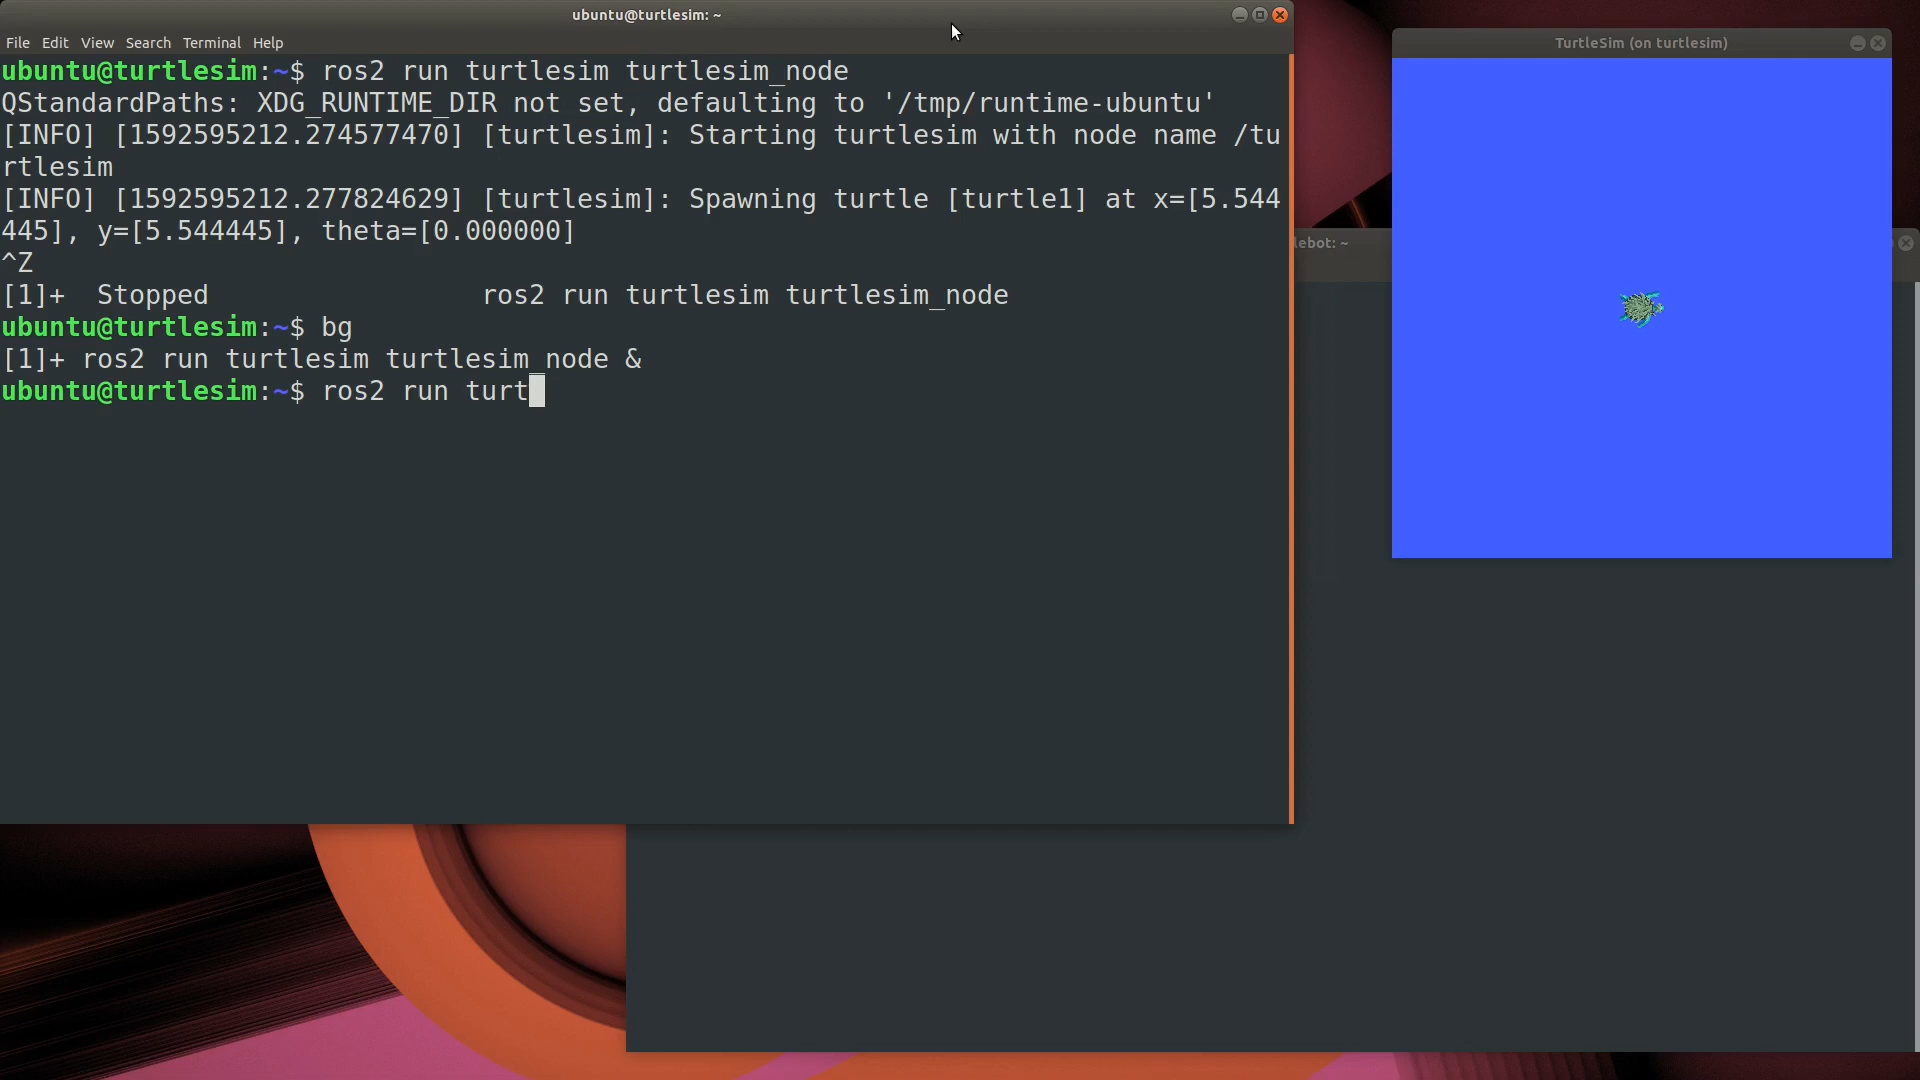 ubuntu@turtlesim: ~
File Edit View Search Terminal Help
ubuntu@turtlesim:~$ ros2 run turtlesim turtlesim_node
QStandardPaths: XDG_RUNTIME_DIR not set, defaulting to '/tmp/runtime-ubuntu'
[INFO] [1592595212.274577470] [turtlesim]: Starting turtlesim with node name /tu
rtlesim
[INFO] [1592595212.277824629] [turtlesim]: Spawning turtle [turtle1] at x=[5.544
445], y=[5.544445], theta=[0.000000]
^Z
[1]+  Stopped                 ros2 run turtlesim turtlesim_node
ubuntu@turtlesim:~$ bg
[1]+ ros2 run turtlesim turtlesim_node &
ubuntu@turtlesim:~$ ros2 run turt
TurtleSim (on turtlesim)
lebot: ~